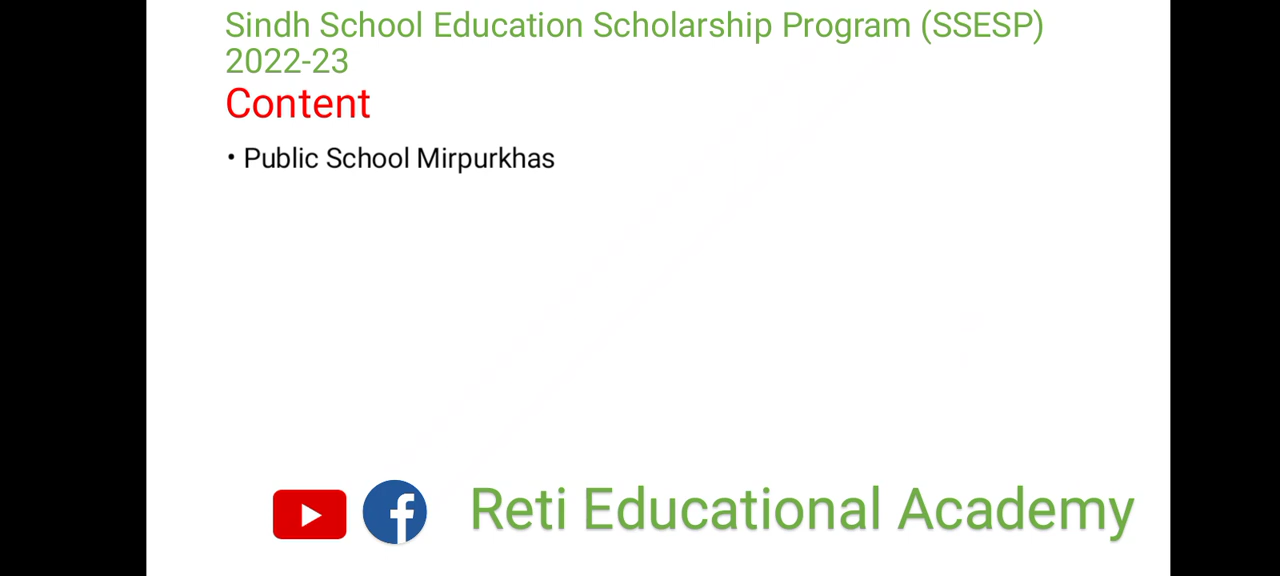 Sindh School Education Scholarship Program (SSESP)
2022-23
Content
• Public School Mirpurkhas
Reti Educational Academy